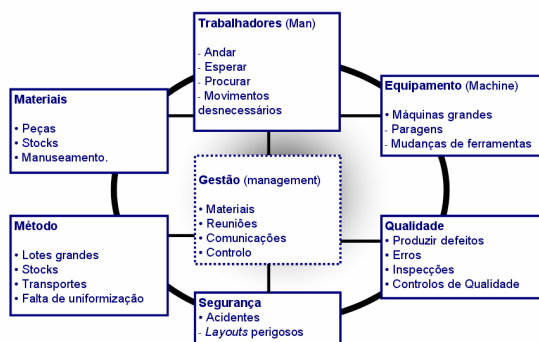 Trabalhadores (Man)
- Andar
- Esperar
- Procurar
- Movimentos
desnecessários
Materiais
• Peças
• Stocks
• Manuseamento.
Equipamento (Machine)
• Máquinas grandes
- Paragens
- Mudanças de ferramentas
Gestão (management)
• Materiais
• Reuniões
• Comunicações
• Controlo
Método
• Lotes grandes
• Stocks
• Transportes
• Falta de uniformização
Qualidade
• Produzir defeitos
• Erros
• Inspecções
• Controlos de Qualidade
Segurança
• Acidentes
- Layouts perigosos